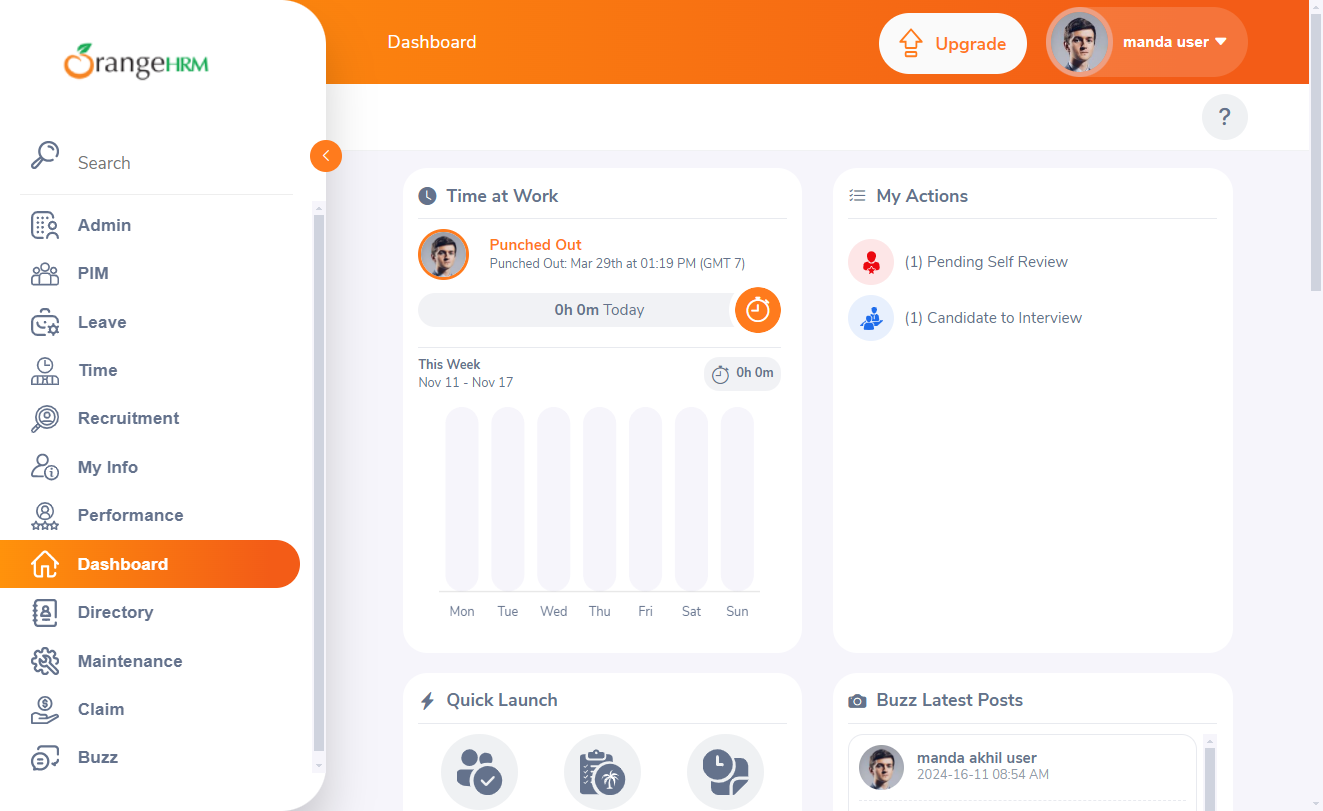 OrangeHRM
Dashboard
Upgrade
manda user
?
Search
Admin
PIM
Leave
Time
Recruitment
My Info
Performance
Dashboard
Directory
Maintenance
Claim
Buzz
Time at Work
Punched Out
Punched Out: Mar 29th at 01:19 PM (GMT 7)
0h 0m Today
This Week
Nov 11 - Nov 17
0h 0m
Mon Tue Wed Thu Fri Sat Sun
My Actions
(1) Pending Self Review
(1) Candidate to Interview
Quick Launch
Buzz Latest Posts
manda akhil user
2024-16-11 08:54 AM